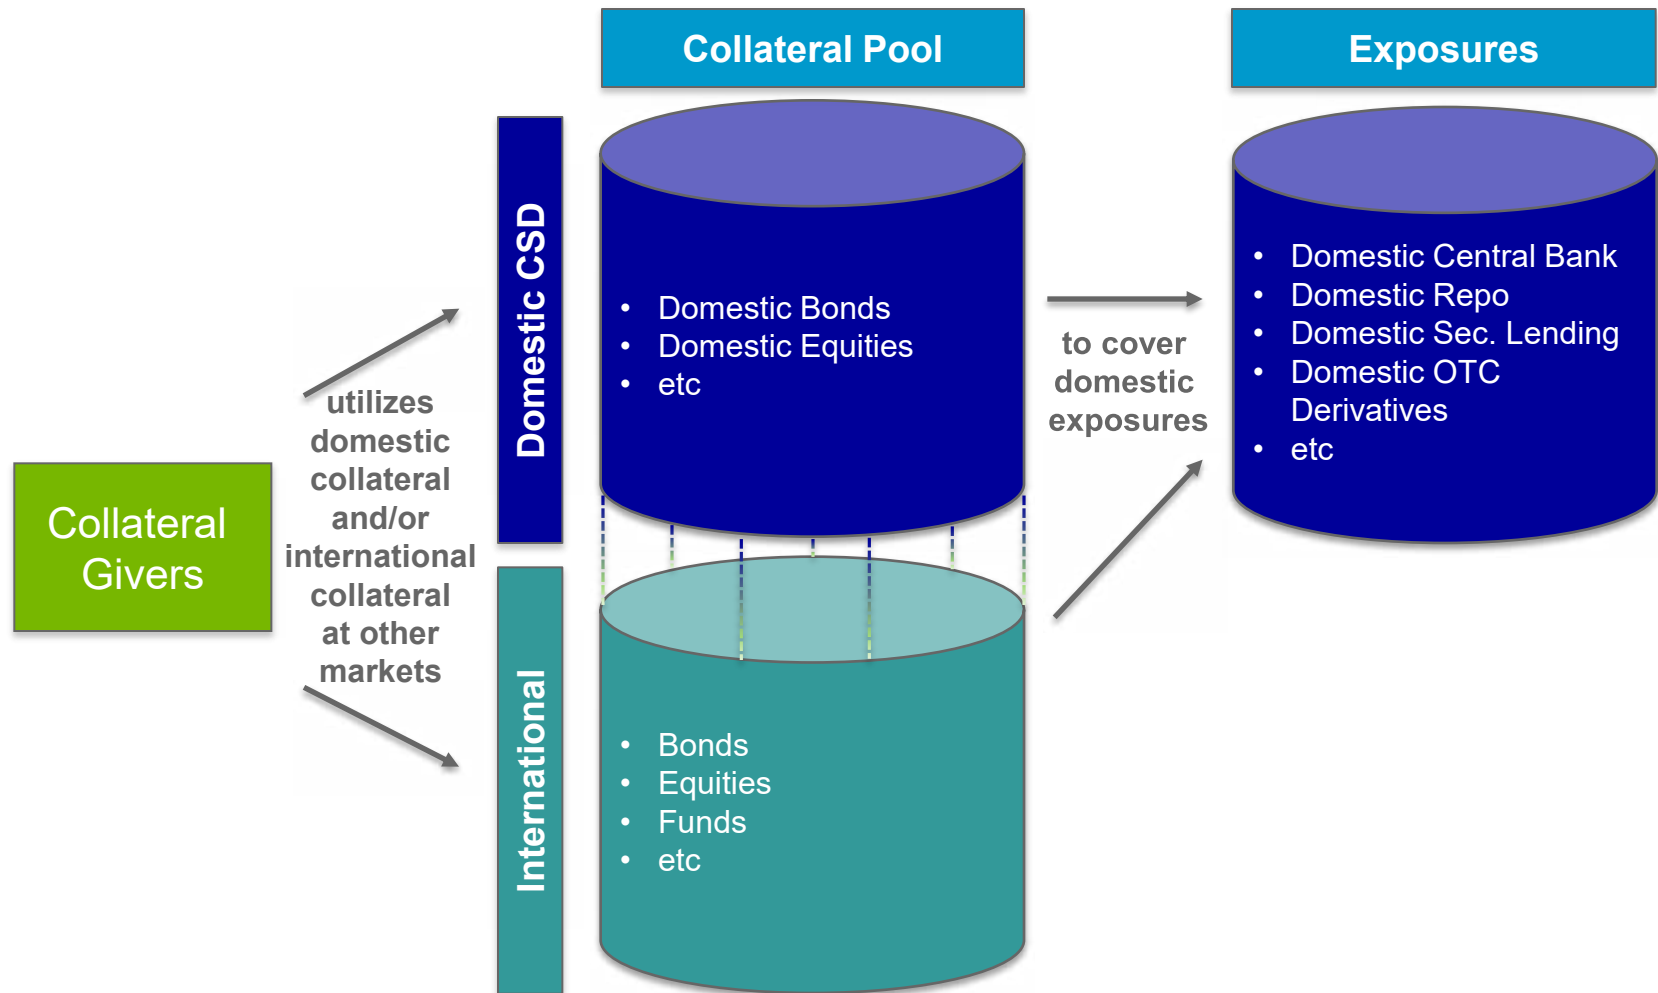 Collateral Pool
Exposures
Collateral
Givers
utilizes
domestic
collateral
and/or
international
collateral
at other
markets
Domestic CSD
• Domestic Bonds
• Domestic Equities
• etc
International
• Bonds
• Equities
• Funds
• etc
to cover
domestic
exposures
• Domestic Central Bank
• Domestic Repo
• Domestic Sec. Lending
• Domestic OTC
Derivatives
• etc